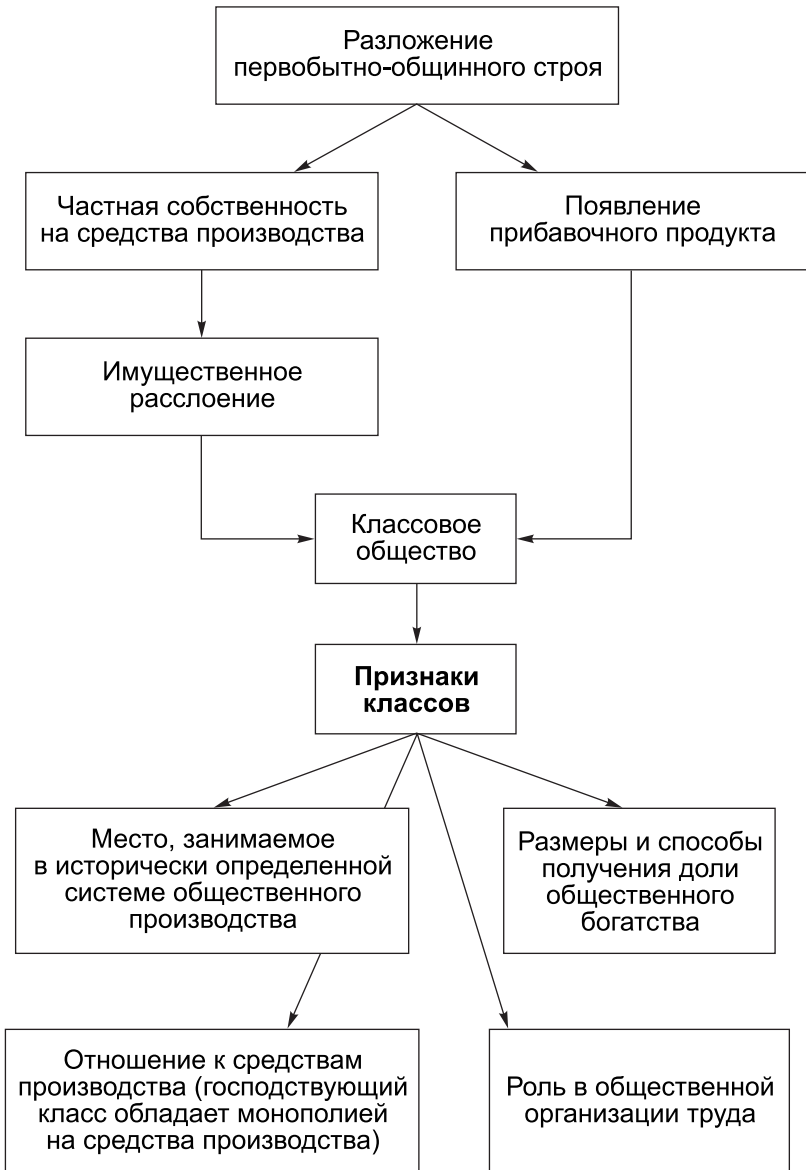 Разложение
первобытно-общинного строя
Частная собственность
на средства производства
Появление
прибавочного продукта
Имущественное
расслоение
Классовое
общество
Признаки
классов
Место, занимаемое
в исторически определенной
системе общественного
производства
Размеры и способы
получения доли
общественного
богатства
Отношение к средствам
производства (господствующий
класс обладает монополией
на средства производства)
Роль в общественной
организации труда